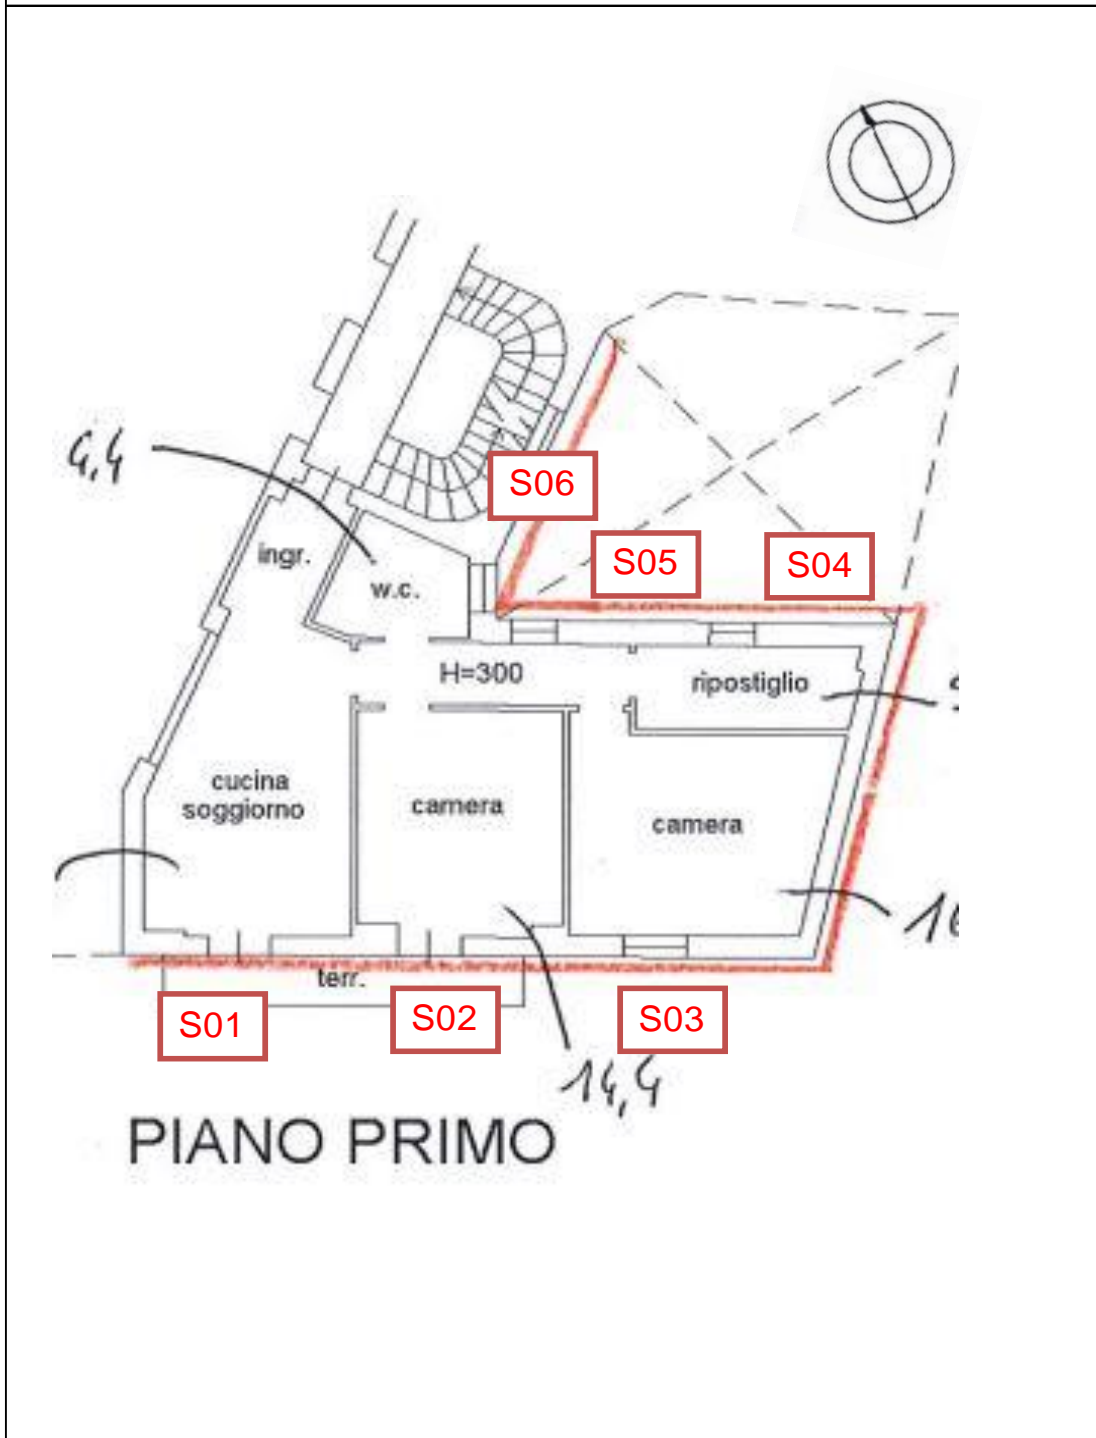 4,4
S06
S05
S04
ingr.
w.c.
H=300
ripostiglio
cucina
soggiorno
camera
camera
terr.
S01
S02
S03
14,4
PIANO PRIMO